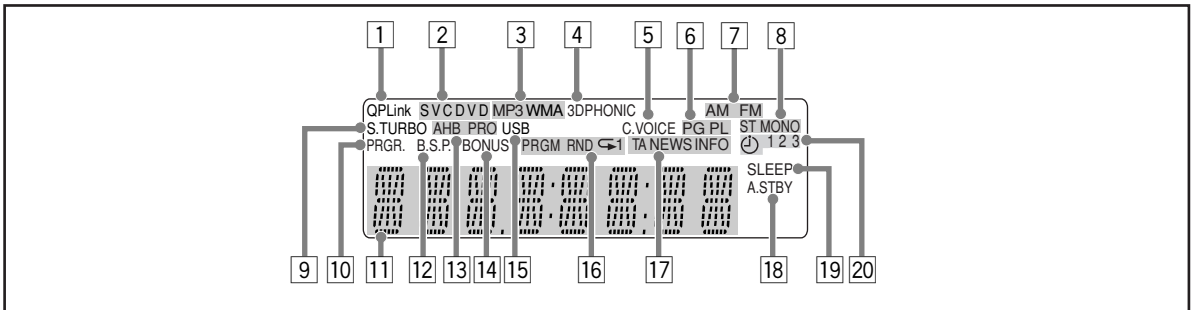 1 2 3 4 5 6 7 8
QPLink SVCDVD MP3 WMA 3DPHONIC AM FM
S.TURBO AHB PRO USB C.VOICE PG PL ST MONO
PRGR. B.S.P. BONUS PRGM RND 1 TA NEWS INFO 1 2 3
SLEEP
A.STBY
9 10 11 12 13 14 15 16 17 18 19 20